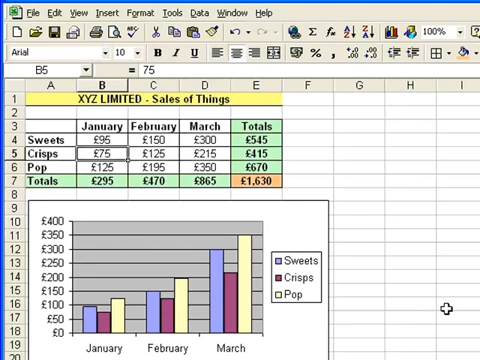 File Edit View Insert Format Tools Data Window Help
100%
Arial 10 B I U
B5 75
A B C D E F G H I
1 XYZ LIMITED - Sales of Things
2
3 January February March Totals
4 Sweets £95 £150 £300 £545
5 Crisps £75 £125 £215 £415
6 Pop £125 £195 £350 £670
7 Totals £295 £470 £865 £1,630
8
9
10
11
12
13
14
15
16
17
18
19
£400
£350
£300
£250
£200
£150
£100
£50
£0
January February March
Sweets
Crisps
Pop